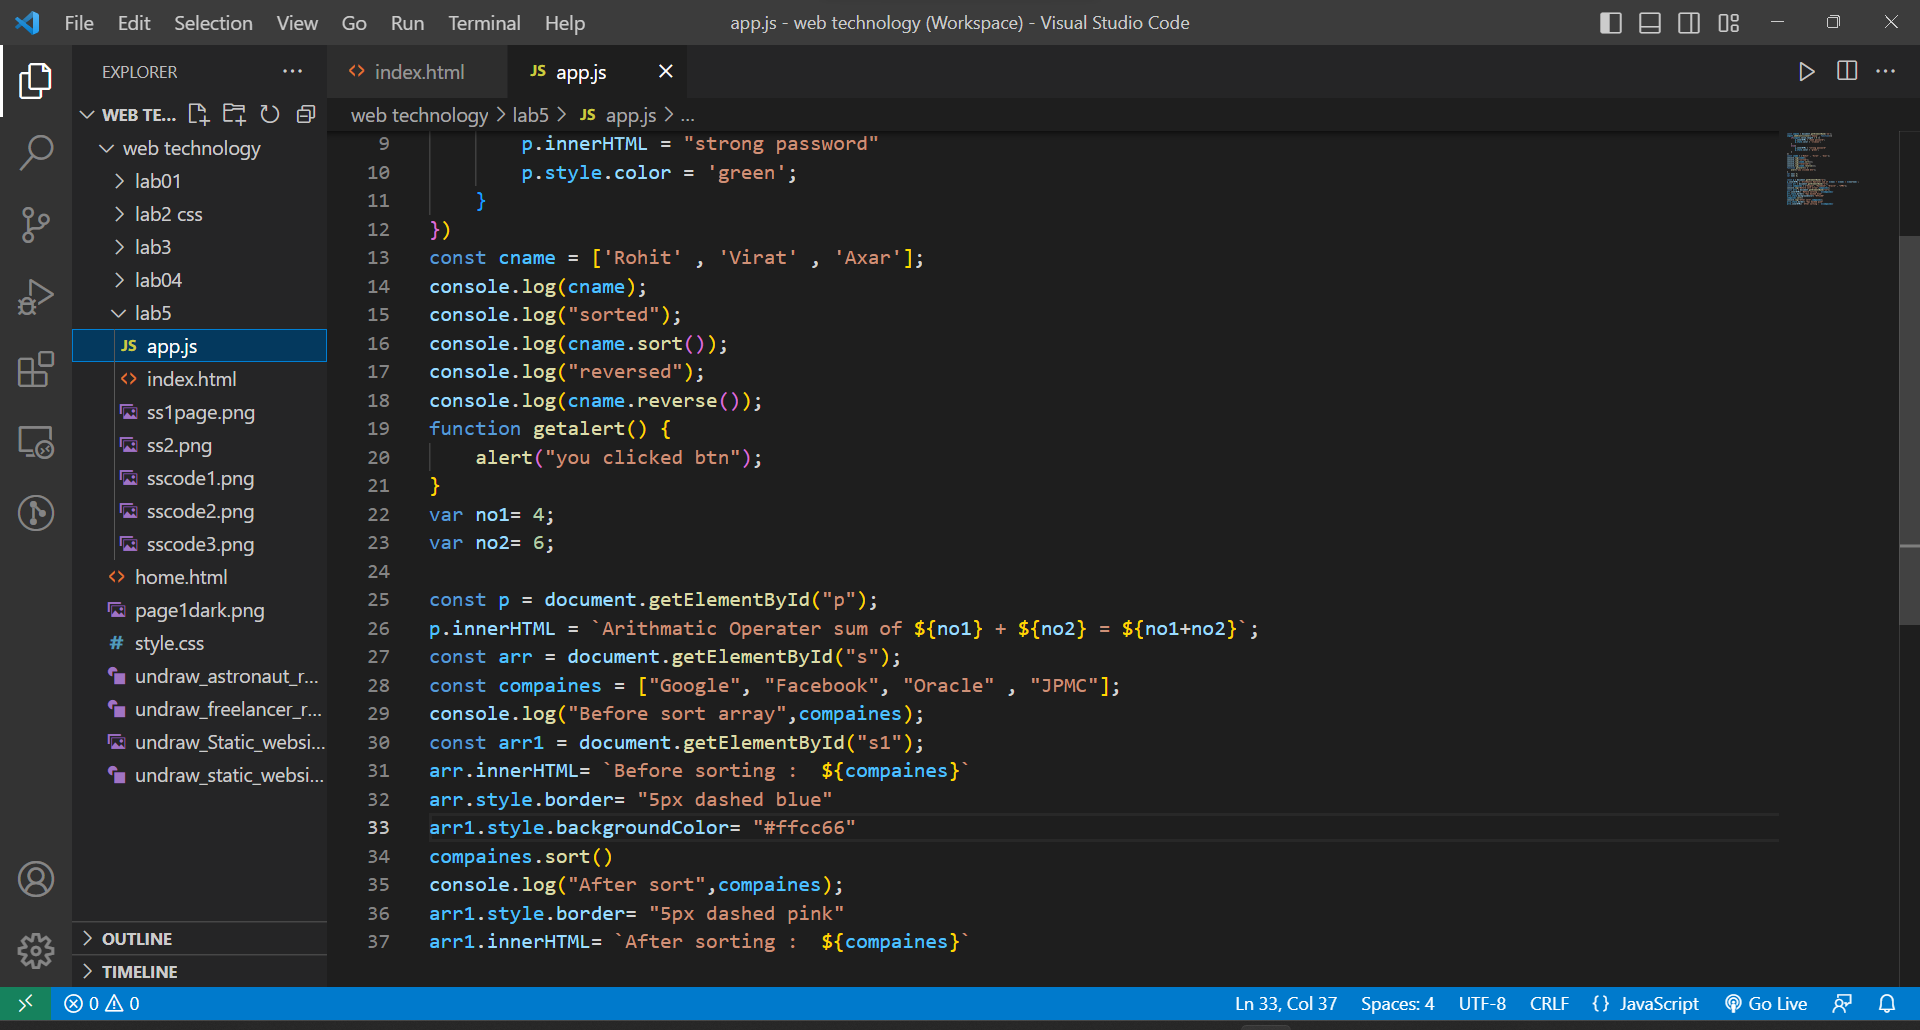 File Edit Selection View Go Run Terminal Help
app.js - web technology (Workspace) - Visual Studio Code
EXPLORER
WEB TE...
web technology
lab01
lab2 css
lab3
lab04
lab5
JS app.js
<> index.html
ss1page.png
ss2.png
sscode1.png
sscode2.png
sscode3.png
<> home.html
page1dark.png
# style.css
undraw_astronaut_r...
undraw_freelancer_r...
undraw_Static_websi...
undraw_static_websi...
OUTLINE
TIMELINE
<> index.html
JS app.js
web technology > lab5 > JS app.js > ...
9 p.innerHTML = "strong password"
10 p.style.color = 'green';
11 }
12 })
13 const cname = ['Rohit' , 'Virat' , 'Axar'];
14 console.log(cname);
15 console.log("sorted");
16 console.log(cname.sort());
17 console.log("reversed");
18 console.log(cname.reverse());
19 function getalert() {
20 alert("you clicked btn");
21 }
22 var no1= 4;
23 var no2= 6;
24
25 const p = document.getElementById("p");
26 p.innerHTML = `Arithmatic Operater sum of ${no1} + ${no2} = ${no1+no2}`;
27 const arr = document.getElementById("s");
28 const compaines = ["Google", "Facebook", "Oracle" , "JPMC"];
29 console.log("Before sort array",compaines);
30 const arr1 = document.getElementById("s1");
31 arr.innerHTML= `Before sorting :  ${compaines}`
32 arr.style.border= "5px dashed blue"
33 arr1.style.backgroundColor= "#ffcc66"
34 compaines.sort()
35 console.log("After sort",compaines);
36 arr1.style.border= "5px dashed pink"
37 arr1.innerHTML= `After sorting :  ${compaines}`
0 0
Ln 33, Col 37 Spaces: 4 UTF-8 CRLF {} JavaScript Go Live